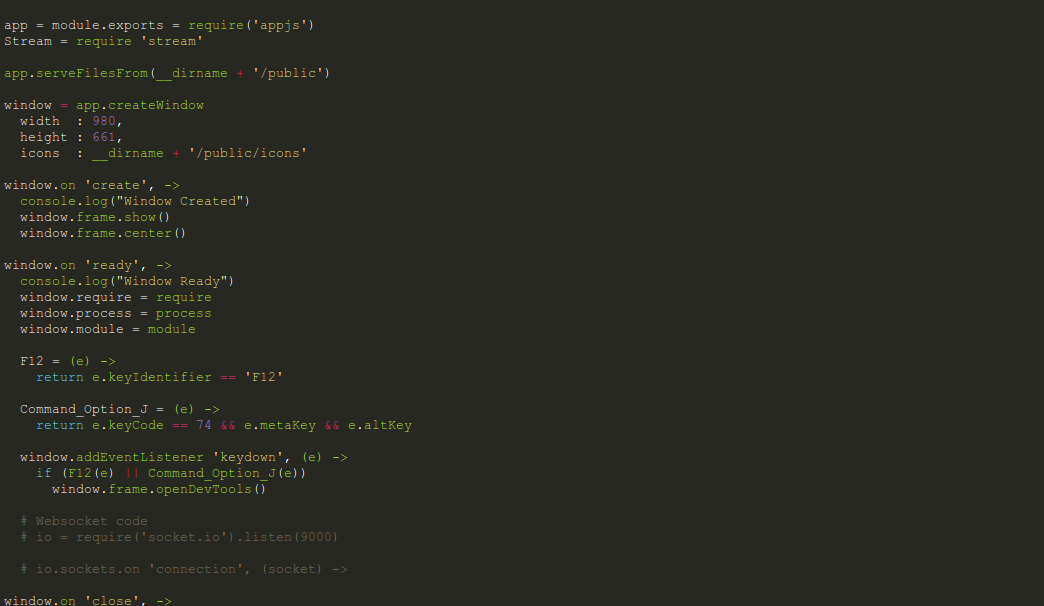 app = module.exports = require('appjs')
Stream = require 'stream'

app.serveFilesFrom(__dirname + '/public')

window = app.createWindow
  width  : 980,
  height : 661,
  icons  : __dirname + '/public/icons'

window.on 'create', ->
  console.log("Window Created")
  window.frame.show()
  window.frame.center()

window.on 'ready', ->
  console.log("Window Ready")
  window.require = require
  window.process = process
  window.module = module

  F12 = (e) ->
    return e.keyIdentifier == 'F12'

  Command_Option_J = (e) ->
    return e.keyCode == 74 && e.metaKey && e.altKey

  window.addEventListener 'keydown', (e) ->
    if (F12(e) || Command_Option_J(e))
      window.frame.openDevTools()

  # Websocket code
  # io = require('socket.io').listen(9000)

  # io.sockets.on 'connection', (socket) ->

window.on 'close', ->